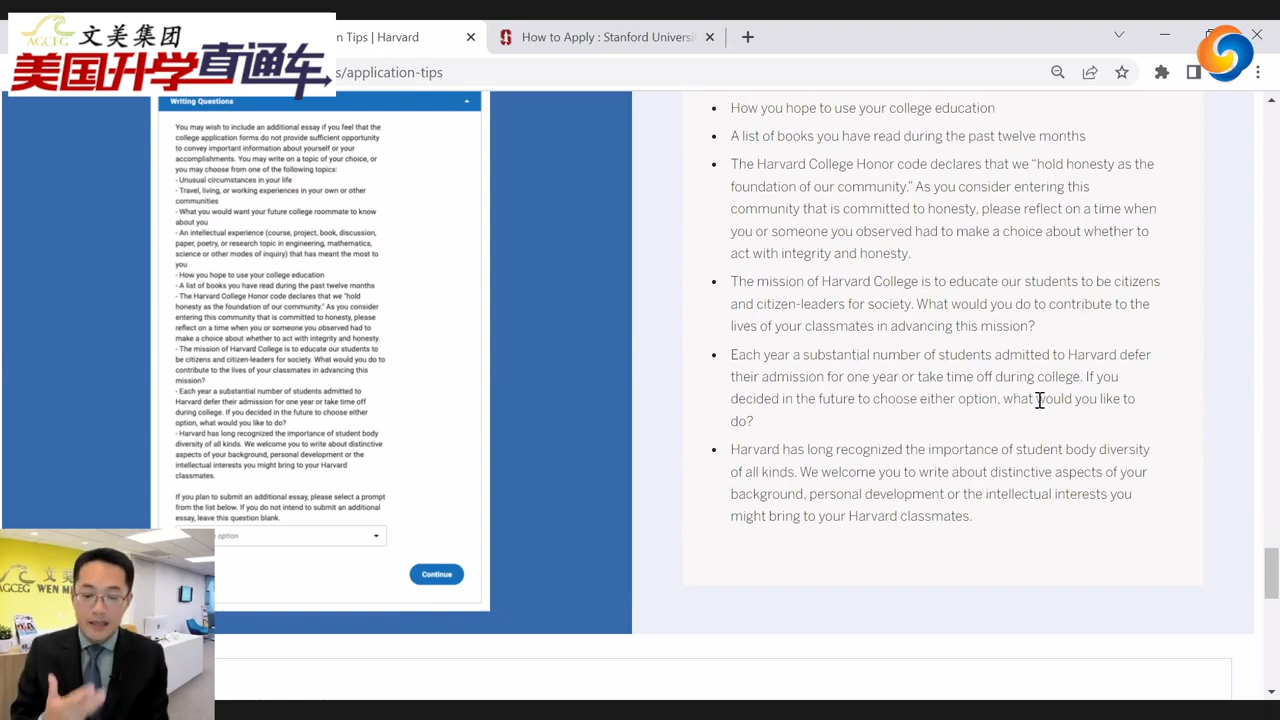 AGCEG 文美集团
美国升学直通车
n Tips | Harvard
How to Apply : Stanford Universi
s/application-tips
Writing Questions
You may wish to include an additional essay if you feel that the
college application forms do not provide sufficient opportunity
to convey important information about yourself or your
accomplishments. You may write on a topic of your choice, or
you may choose from one of the following topics:
- Unusual circumstances in your life
- Travel, living, or working experiences in your own or other
communities
- What you would want your future college roommate to know
about you
- An intellectual experience (course, project, book, discussion,
paper, poetry, or research topic in engineering, mathematics,
science or other modes of inquiry) that has meant the most to
you
- How you hope to use your college education
- A list of books you have read during the past twelve months
- The Harvard College Honor code declares that we "hold
honesty as the foundation of our community." As you consider
entering this community that is committed to honesty, please
reflect on a time when you or someone you observed had to
make a choice about whether to act with integrity and honesty.
- The mission of Harvard College is to educate our students to
be citizens and citizen-leaders for society. What would you do to
contribute to the lives of your classmates in advancing this
mission?
- Each year a substantial number of students admitted to
Harvard defer their admission for one year or take time off
during college. If you decided in the future to choose either
option, what would you like to do?
- Harvard has long recognized the importance of student body
diversity of all kinds. We welcome you to write about distinctive
aspects of your background, personal development or the
intellectual interests you might bring to your Harvard
classmates.
If you plan to submit an additional essay, please select a prompt
from the list below. If you do not intend to submit an additional
essay, leave this question blank.
option
Continue
How you hope to use your college education
A list of books you have read during the past twelve months
The Harvard College Honor code declares that we “hold honesty as the
foundation of our community.” As you consider entering this
community that is committed to honesty, please reflect on a time when
you or someone you observed had to make a choice about whether to
act with integrity and honesty.
The mission of Harvard College is to educate our students to be citizens
and citizen-leaders for society. What would you do to contribute to the
lives of your classmates in advancing this mission?
Each year a substantial number of students admitted to Harvard defer
their admission for one year or take time off during college. If you
decided in the future to choose either option, what would you like to
do?
Harvard has long recognized the importance of student body diversity
of all kinds. We welcome you to write about distinctive aspects of your
background, personal development or the intellectual interests you
might bring to your Harvard classmates.
文美
AGCEG WEN M